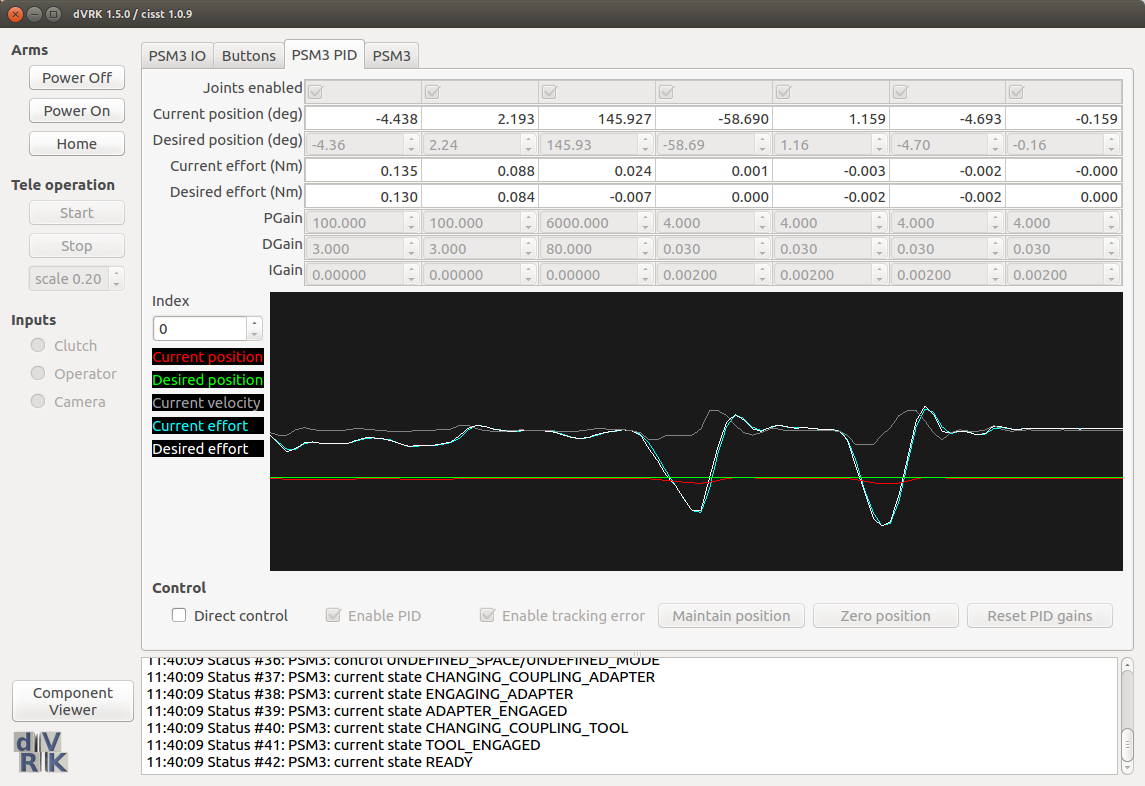 dVRK 1.5.0 / cisst 1.0.9
Arms
Power Off
Power On
Home
Tele operation
Start
Stop
scale 0.20
Inputs
Clutch
Operator
Camera
Component
Viewer
dVRK
PSM3 IO Buttons PSM3 PID PSM3
Joints enabled
Current position (deg) -4.438 2.193 145.927 -58.690 1.159 -4.693 -0.159
Desired position (deg) -4.36 2.24 145.93 -58.69 1.16 -4.70 -0.16
Current effort (Nm) 0.135 0.088 0.024 0.001 -0.003 -0.002 -0.000
Desired effort (Nm) 0.130 0.084 -0.007 0.000 -0.002 -0.002 0.000
PGain 100.000 100.000 6000.000 4.000 4.000 4.000 4.000
DGain 3.000 3.000 80.000 0.030 0.030 0.030 0.030
IGain 0.00000 0.00000 0.00000 0.00200 0.00200 0.00200 0.00200
Index
0
Current position
Desired position
Current velocity
Current effort
Desired effort
Control
Direct control Enable PID Enable tracking error Maintain position Zero position Reset PID gains
11:40:09 Status #36: PSM3: control UNDEFINED_SPACE/UNDEFINED_MODE
11:40:09 Status #37: PSM3: current state CHANGING_COUPLING_ADAPTER
11:40:09 Status #38: PSM3: current state ENGAGING_ADAPTER
11:40:09 Status #39: PSM3: current state ADAPTER_ENGAGED
11:40:09 Status #40: PSM3: current state CHANGING_COUPLING_TOOL
11:40:09 Status #41: PSM3: current state TOOL_ENGAGED
11:40:09 Status #42: PSM3: current state READY